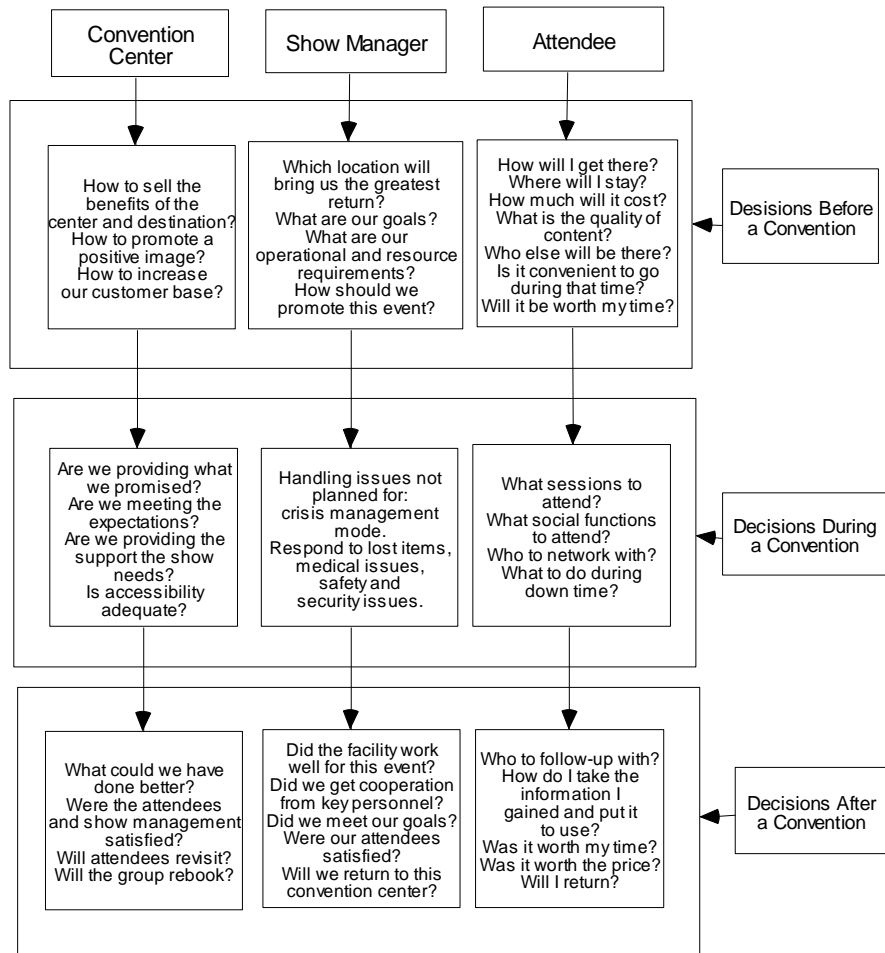 Convention
Center
Show Manager
Attendee
How to sell the
benefits of the
center and destination?
How to promote a
positive image?
How to increase
our customer base?
Which location will
bring us the greatest
return?
What are our goals?
What are our
operational and resource
requirements?
How should we
promote this event?
How will I get there?
Where will I stay?
How much will it cost?
What is the quality of
content?
Who else will be there?
Is it convenient to go
during that time?
Will it be worth my time?
Desisions Before
a Convention
Are we providing what
we promised?
Are we meeting the
expectations?
Are we providing the
support the show
needs?
Is accessibility
adequate?
Handling issues not
planned for:
crisis management
mode.
Respond to lost items,
medical issues,
safety and
security issues.
What sessions to
attend?
What social functions
to attend?
Who to network with?
What to do during
down time?
Decisions During
a Convention
What could we have
done better?
Were the attendees
and show management
satisfied?
Will attendees revisit?
Will the group rebook?
Did the facility work
well for this event?
Did we get cooperation
from key personnel?
Did we meet our goals?
Were our attendees
satisfied?
Will we return to this
convention center?
Who to follow-up with?
How do I take the
information I
gained and put it
to use?
Was it worth my time?
Was it worth the price?
Will I return?
Decisions After
a Convention